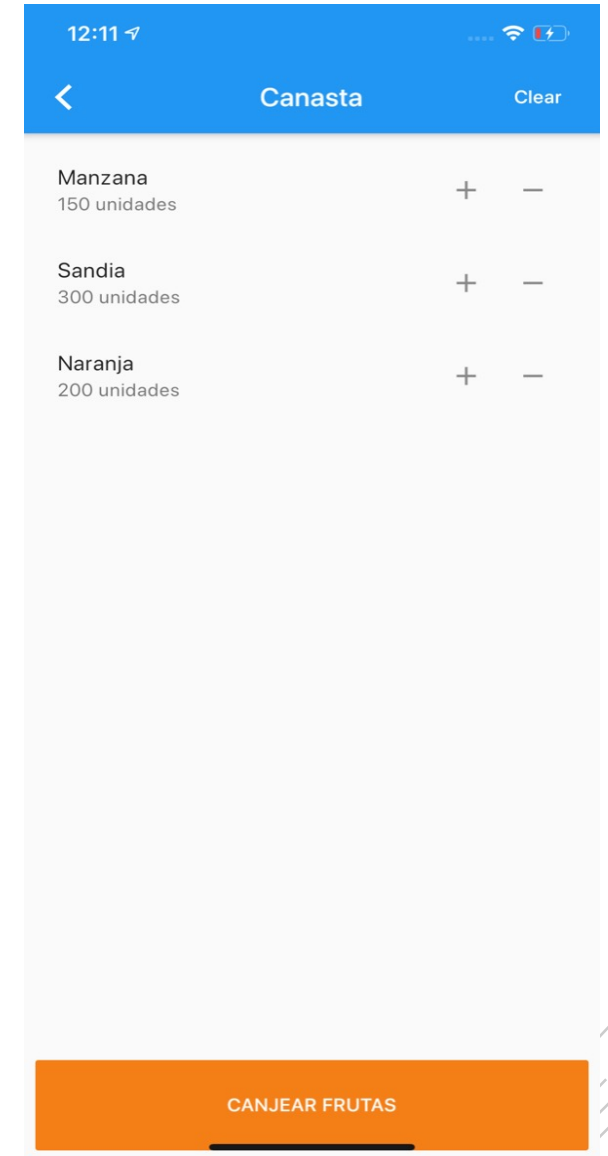 12:11
Canasta Clear
Manzana
150 unidades
Sandia
300 unidades
Naranja
200 unidades
CANJEAR FRUTAS